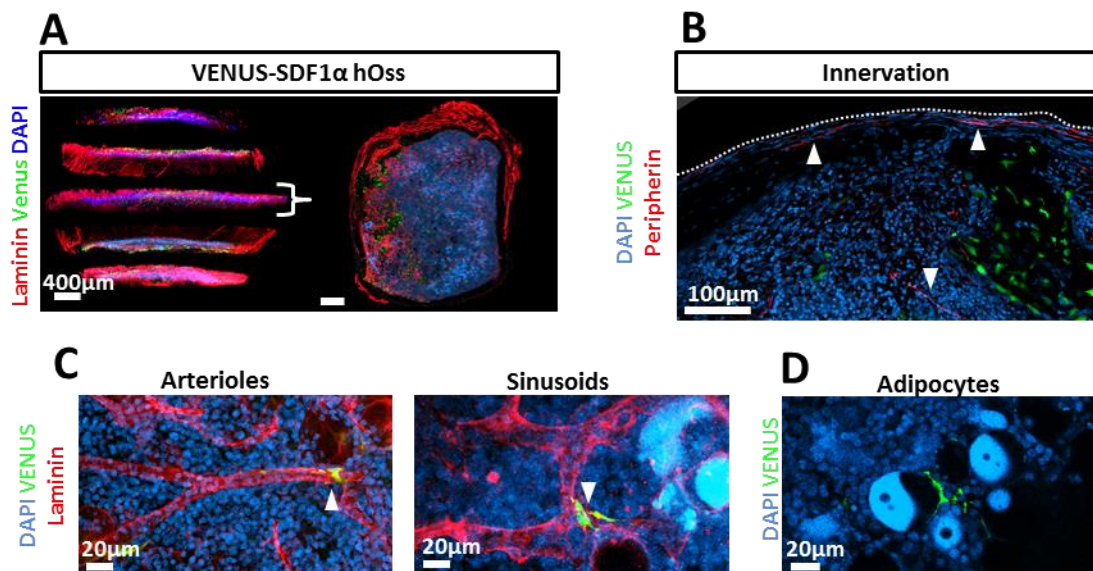 A
VENUS-SDF1α hOss
Laminin Venus DAPI
400µm
B
Innervation
DAPI VENUS
Peripherin
100µm
C
Arterioles
Sinusoids
DAPI VENUS
Laminin
20µm
20µm
D
Adipocytes
DAPI VENUS
20µm